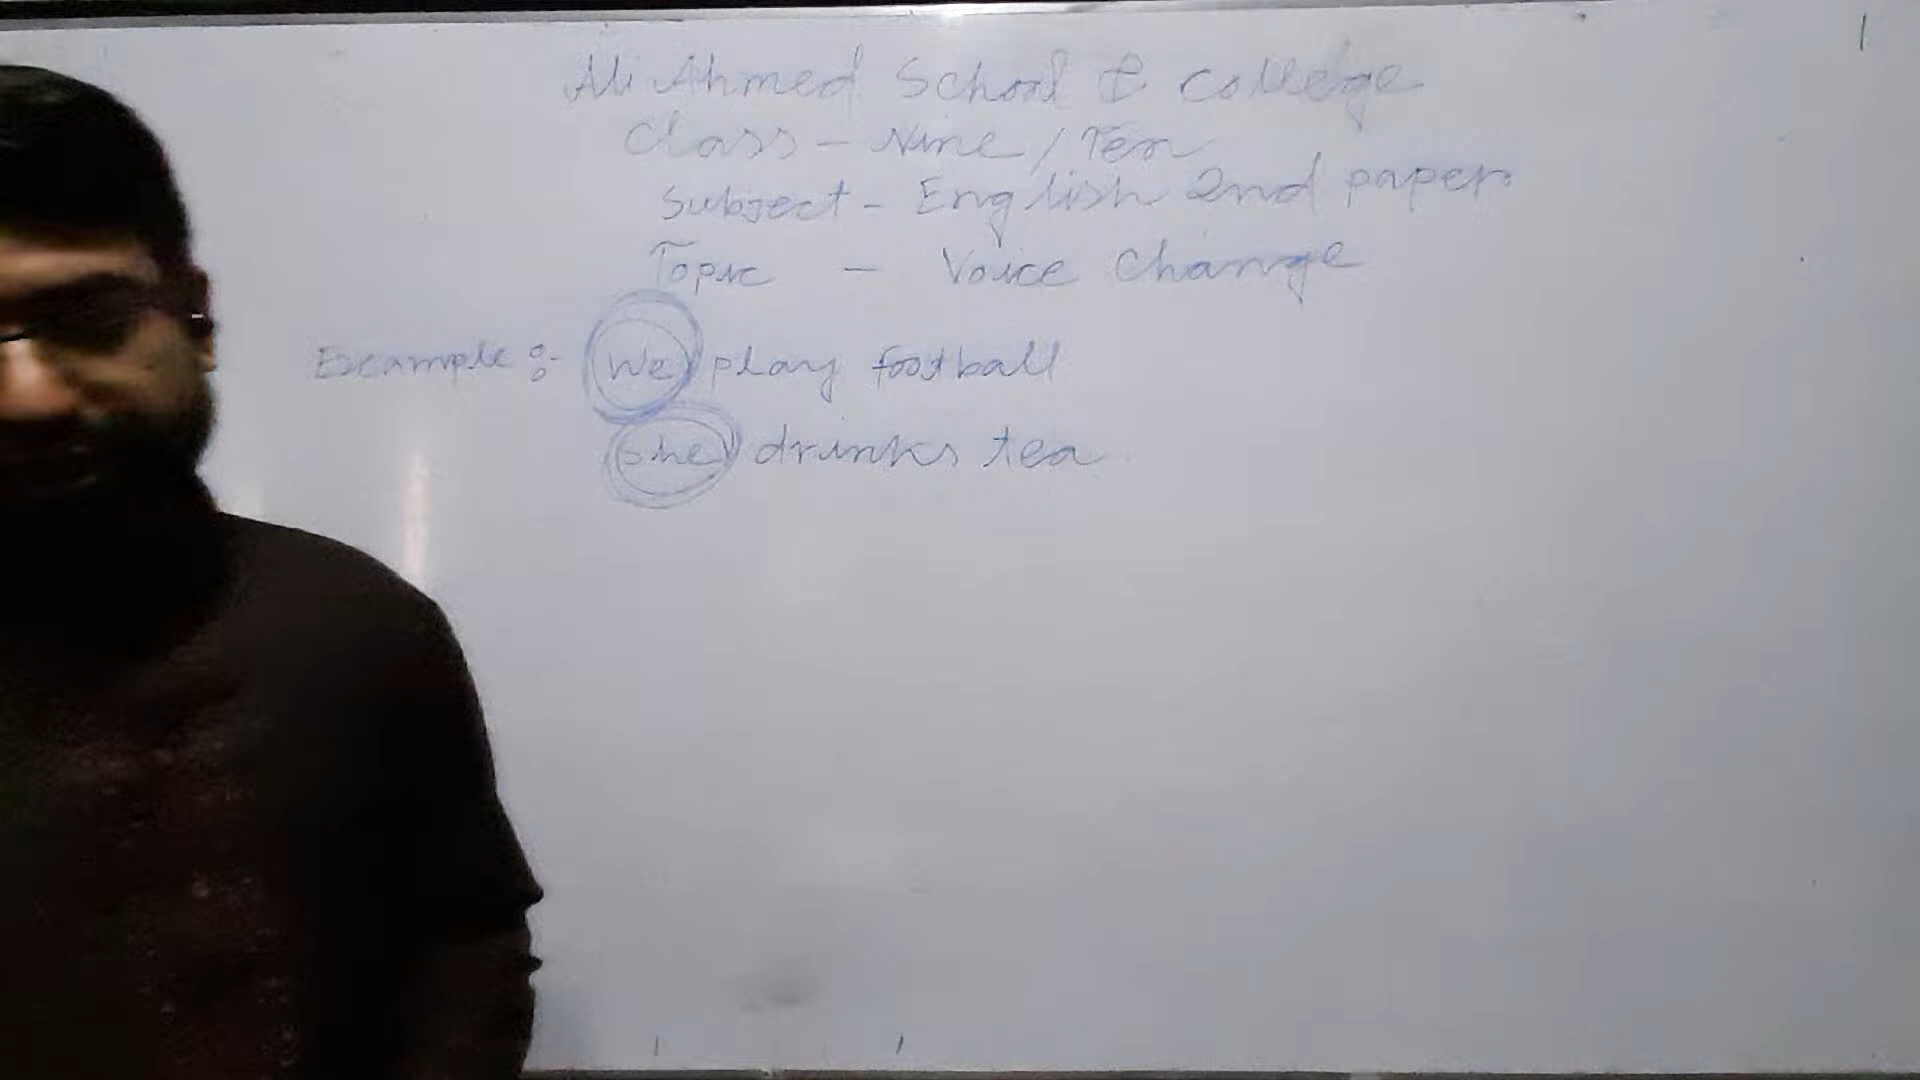 Ali Ahmed School & College
Class - Nine / Ten
Subject - English 2nd paper
Topic - Voice Change
Example :- We play football
She drinks tea